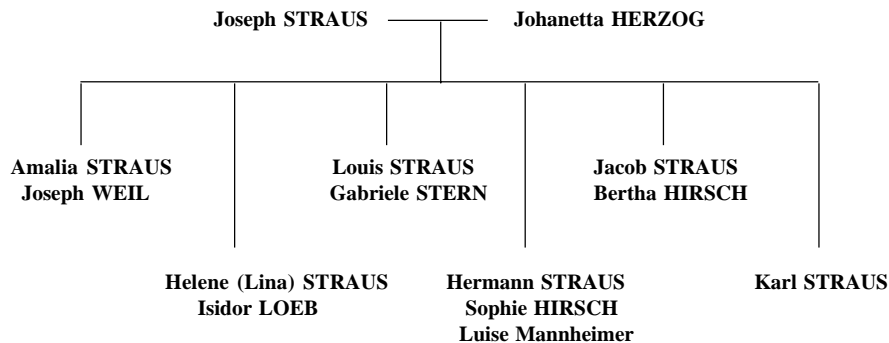 Joseph STRAUS Johanetta HERZOG
Amalia STRAUS
Joseph WEIL
Louis STRAUS
Gabriele STERN
Jacob STRAUS
Bertha HIRSCH
Helene (Lina) STRAUS
Isidor LOEB
Hermann STRAUS
Sophie HIRSCH
Luise Mannheimer
Karl STRAUS